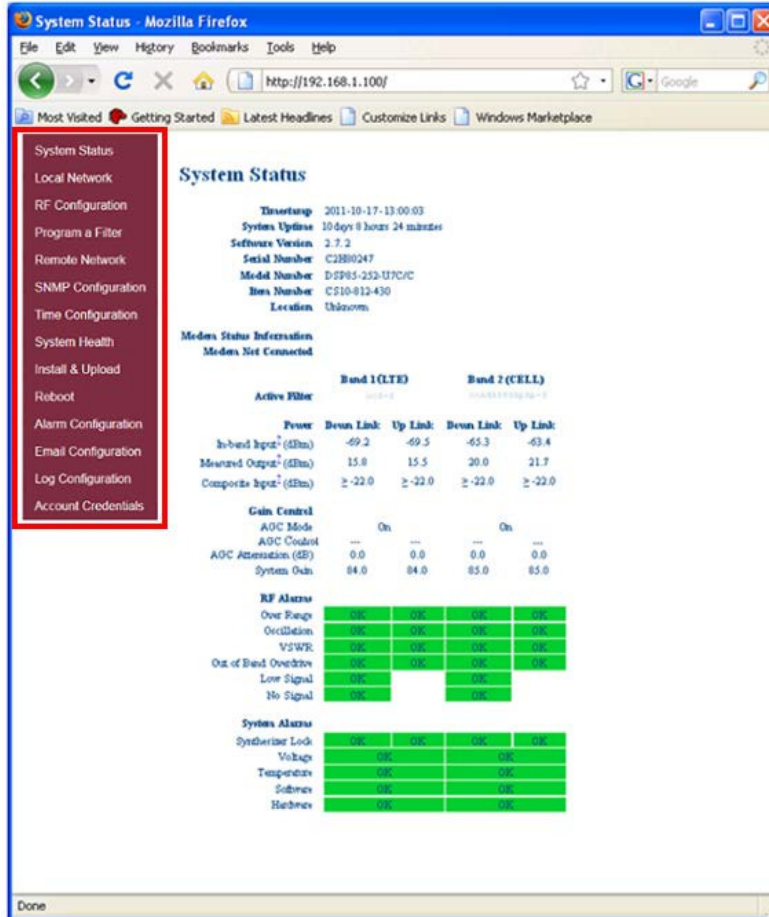 System Status - Mozilla Firefox
File Edit View History Bookmarks Tools Help
http://192.168.1.100/
Google
Most Visited Getting Started Latest Headlines Customize Links Windows Marketplace
System Status
Local Network
RF Configuration
Program a Filter
Remote Network
SNMP Configuration
Time Configuration
System Health
Install & Upload
Reboot
Alarm Configuration
Email Configuration
Log Configuration
Account Credentials
System Status
Timestamp 2011-10-17-13:00:03
System Uptime 10 days 8 hours 24 minutes
Software Version 2.7.2
Serial Number C2H80247
Model Number DSP85-252-U7C/C
Item Number CS10-812-430
Location Unknown
Modem Status Information
Modem Not Connected
Band 1 (LTE) Band 2 (CELL)
Active Filter
Power Down Link Up Link Down Link Up Link
In-band Input (dBm) -69.2 -69.5 -65.3 -63.4
Measured Output (dBm) 15.8 15.5 20.0 21.7
Composite Input (dBm) ≥ -22.0 ≥ -22.0 ≥ -22.0 ≥ -22.0
Gain Control
AGC Mode On On
AGC Control --- --- --- ---
AGC Attenuation (dB) 0.0 0.0 0.0 0.0
System Gain 84.0 84.0 85.0 85.0
RF Alarms
Over Range OK OK OK OK
Oscillation OK OK OK OK
VSWR OK OK OK OK
Out of Band Overdrive OK OK OK OK
Low Signal OK OK
No Signal OK OK
System Alarms
Synthesizer Lock OK OK OK OK
Voltage OK OK
Temperature OK OK
Software OK OK
Hardware OK OK
Done